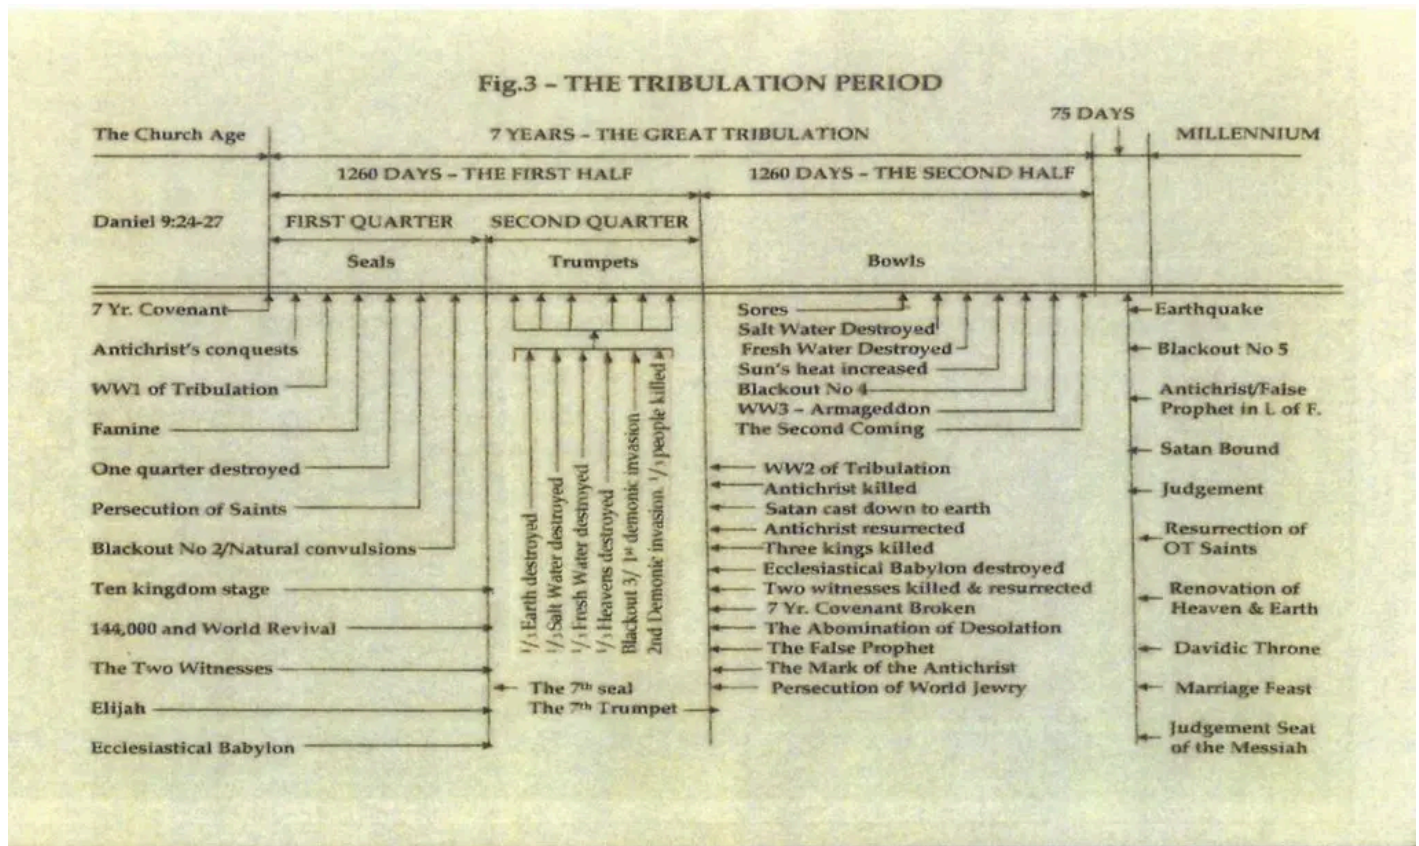 Fig.3 – THE TRIBULATION PERIOD
75 DAYS
The Church Age
7 YEARS – THE GREAT TRIBULATION
MILLENNIUM
1260 DAYS – THE FIRST HALF
1260 DAYS – THE SECOND HALF
Daniel 9:24-27
FIRST QUARTER
SECOND QUARTER
Seals
Trumpets
Bowls
7 Yr. Covenant
Antichrist's conquests
WW1 of Tribulation
Famine
One quarter destroyed
Persecution of Saints
Blackout No 2/Natural convulsions
Ten kingdom stage
144,000 and World Revival
The Two Witnesses
Elijah
Ecclesiastical Babylon
1/3 Earth destroyed
1/3 Salt Water destroyed
1/3 Fresh Water destroyed
1/3 Heavens destroyed
Blackout 3/ 1st demonic invasion
2nd Demonic invasion. 1/3 people killed
The 7th seal
The 7th Trumpet
Sores
Salt Water Destroyed
Fresh Water Destroyed
Sun's heat increased
Blackout No 4
WW3 – Armageddon
The Second Coming
WW2 of Tribulation
Antichrist killed
Satan cast down to earth
Antichrist resurrected
Three kings killed
Ecclesiastical Babylon destroyed
Two witnesses killed & resurrected
7 Yr. Covenant Broken
The Abomination of Desolation
The False Prophet
The Mark of the Antichrist
Persecution of World Jewry
Earthquake
Blackout No 5
Antichrist/False
Prophet in L of F.
Satan Bound
Judgement
Resurrection of
OT Saints
Renovation of
Heaven & Earth
Davidic Throne
Marriage Feast
Judgement Seat
of the Messiah